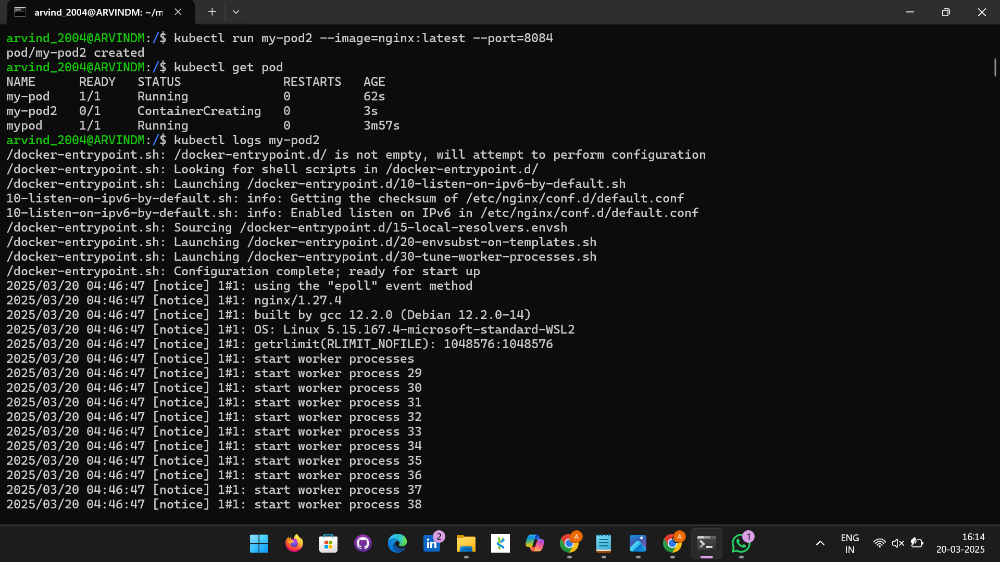 arvind_2004@ARVINDM: ~/m
arvind_2004@ARVINDM:/$ kubectl run my-pod2 --image=nginx:latest --port=8084
pod/my-pod2 created
arvind_2004@ARVINDM:/$ kubectl get pod
NAME      READY   STATUS              RESTARTS   AGE
my-pod    1/1     Running             0          62s
my-pod2   0/1     ContainerCreating   0          3s
mypod     1/1     Running             0          3m57s
arvind_2004@ARVINDM:/$ kubectl logs my-pod2
/docker-entrypoint.sh: /docker-entrypoint.d/ is not empty, will attempt to perform configuration
/docker-entrypoint.sh: Looking for shell scripts in /docker-entrypoint.d/
/docker-entrypoint.sh: Launching /docker-entrypoint.d/10-listen-on-ipv6-by-default.sh
10-listen-on-ipv6-by-default.sh: info: Getting the checksum of /etc/nginx/conf.d/default.conf
10-listen-on-ipv6-by-default.sh: info: Enabled listen on IPv6 in /etc/nginx/conf.d/default.conf
/docker-entrypoint.sh: Sourcing /docker-entrypoint.d/15-local-resolvers.envsh
/docker-entrypoint.sh: Launching /docker-entrypoint.d/20-envsubst-on-templates.sh
/docker-entrypoint.sh: Launching /docker-entrypoint.d/30-tune-worker-processes.sh
/docker-entrypoint.sh: Configuration complete; ready for start up
2025/03/20 04:46:47 [notice] 1#1: using the "epoll" event method
2025/03/20 04:46:47 [notice] 1#1: nginx/1.27.4
2025/03/20 04:46:47 [notice] 1#1: built by gcc 12.2.0 (Debian 12.2.0-14)
2025/03/20 04:46:47 [notice] 1#1: OS: Linux 5.15.167.4-microsoft-standard-WSL2
2025/03/20 04:46:47 [notice] 1#1: getrlimit(RLIMIT_NOFILE): 1048576:1048576
2025/03/20 04:46:47 [notice] 1#1: start worker processes
2025/03/20 04:46:47 [notice] 1#1: start worker process 29
2025/03/20 04:46:47 [notice] 1#1: start worker process 30
2025/03/20 04:46:47 [notice] 1#1: start worker process 31
2025/03/20 04:46:47 [notice] 1#1: start worker process 32
2025/03/20 04:46:47 [notice] 1#1: start worker process 33
2025/03/20 04:46:47 [notice] 1#1: start worker process 34
2025/03/20 04:46:47 [notice] 1#1: start worker process 35
2025/03/20 04:46:47 [notice] 1#1: start worker process 36
2025/03/20 04:46:47 [notice] 1#1: start worker process 37
2025/03/20 04:46:47 [notice] 1#1: start worker process 38
in 2
A
A
1
ENG
IN
16:14
20-03-2025